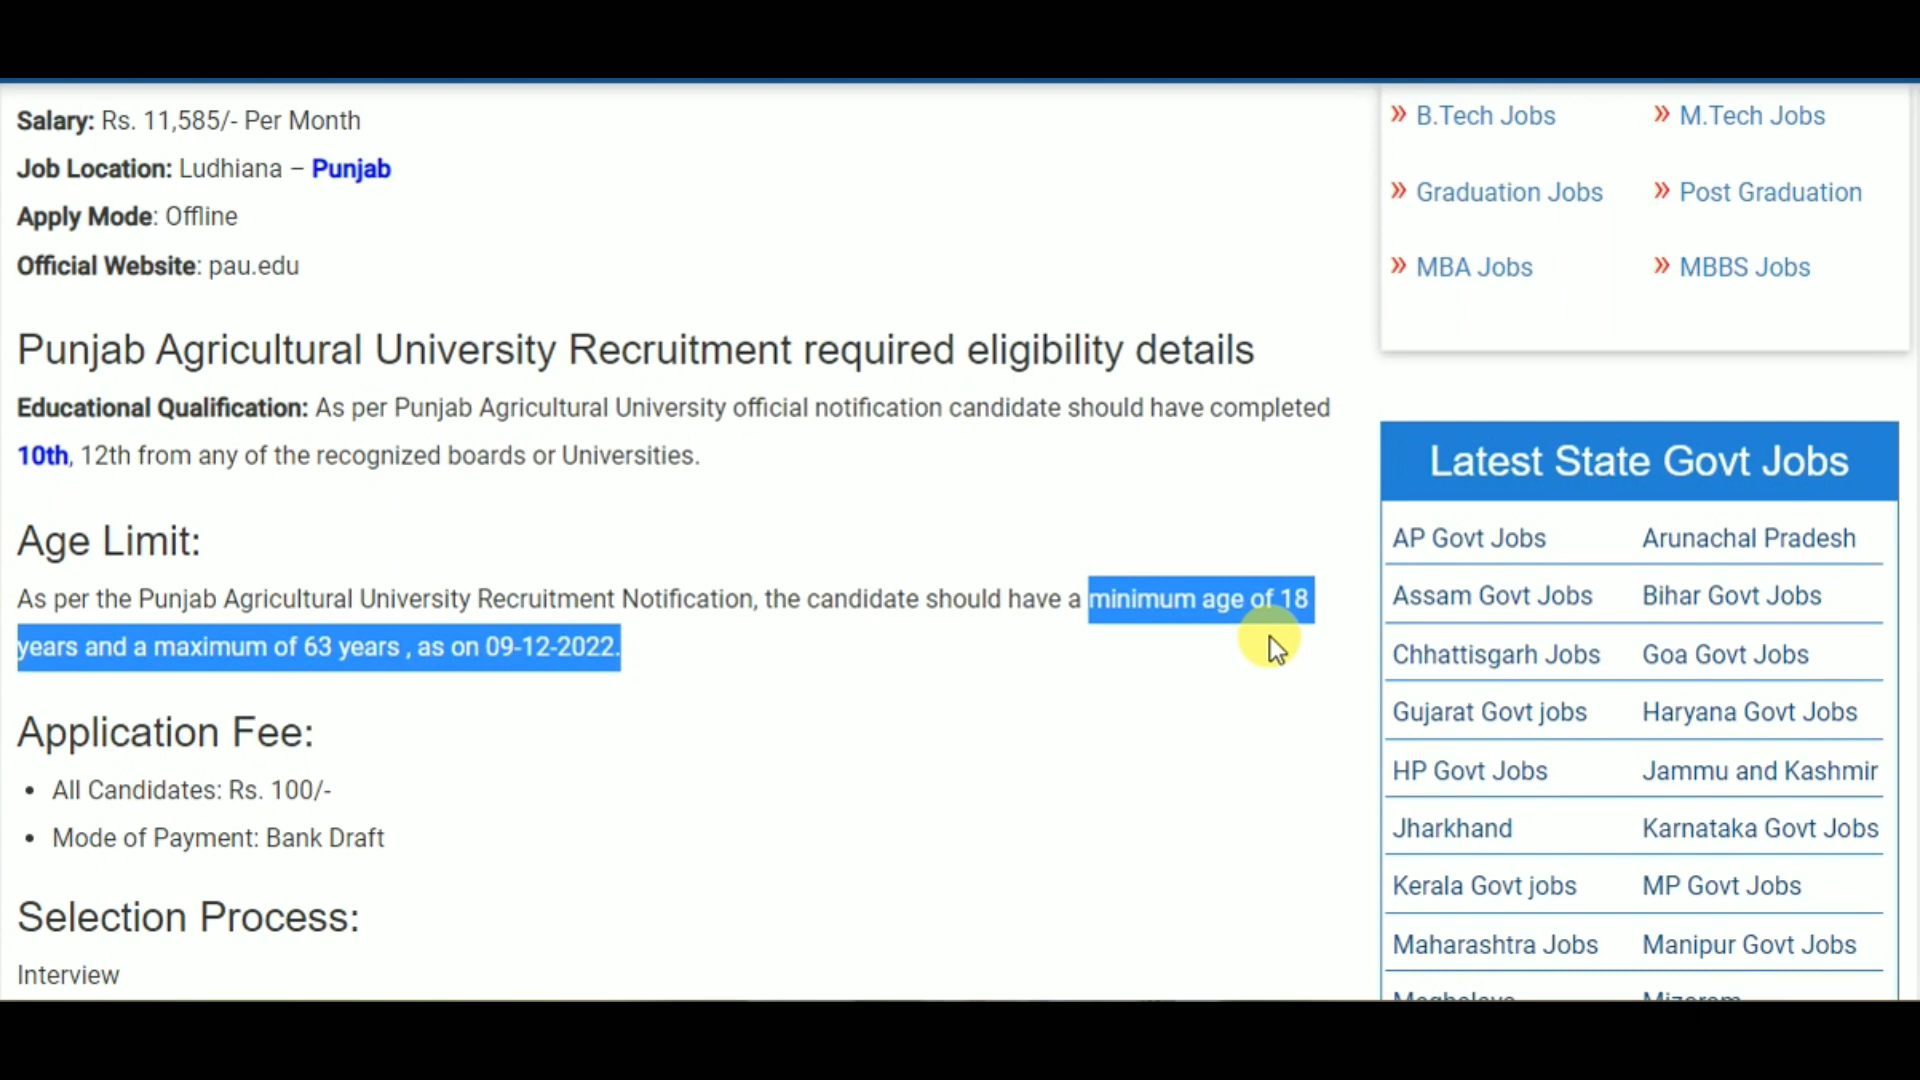 Salary: Rs. 11,585/- Per Month
Job Location: Ludhiana – Punjab
Apply Mode: Offline
Official Website: pau.edu
Punjab Agricultural University Recruitment required eligibility details
Educational Qualification: As per Punjab Agricultural University official notification candidate should have completed
10th, 12th from any of the recognized boards or Universities.
Age Limit:
As per the Punjab Agricultural University Recruitment Notification, the candidate should have a minimum age of 18
years and a maximum of 63 years , as on 09-12-2022.
Application Fee:
• All Candidates: Rs. 100/-
• Mode of Payment: Bank Draft
Selection Process:
Interview
» B.Tech Jobs » M.Tech Jobs
» Graduation Jobs » Post Graduation
» MBA Jobs » MBBS Jobs
Latest State Govt Jobs
AP Govt Jobs Arunachal Pradesh
Assam Govt Jobs Bihar Govt Jobs
Chhattisgarh Jobs Goa Govt Jobs
Gujarat Govt jobs Haryana Govt Jobs
HP Govt Jobs Jammu and Kashmir
Jharkhand Karnataka Govt Jobs
Kerala Govt jobs MP Govt Jobs
Maharashtra Jobs Manipur Govt Jobs
Meghalaya Mizoram